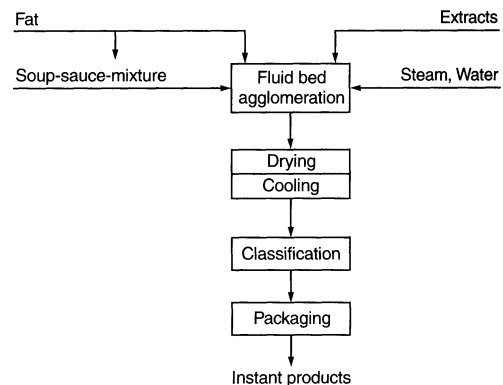 Fat
Extracts
Soup-sauce-mixture
Fluid bed
agglomeration
Steam, Water
Drying
Cooling
Classification
Packaging
Instant products